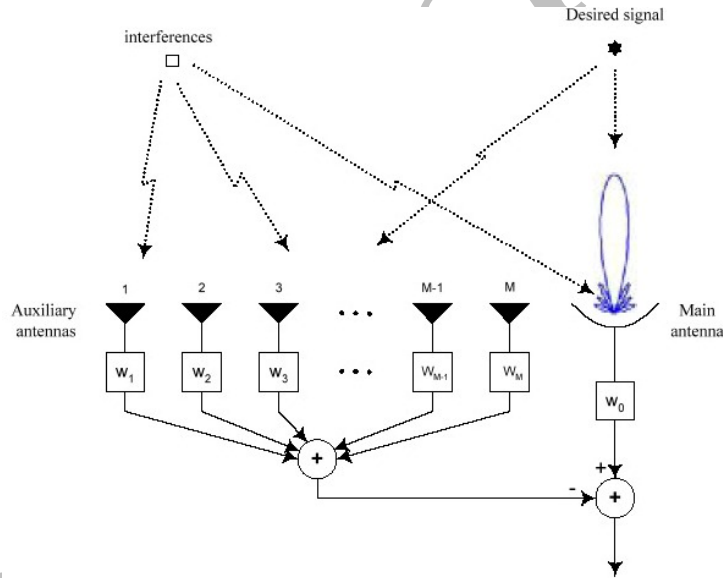 Desired signal
interferences
1 2 3 M-1 M
Auxiliary antennas
Main antenna
... 
w1 w2 w3 ... WM-1 WM
w0
+ - + +